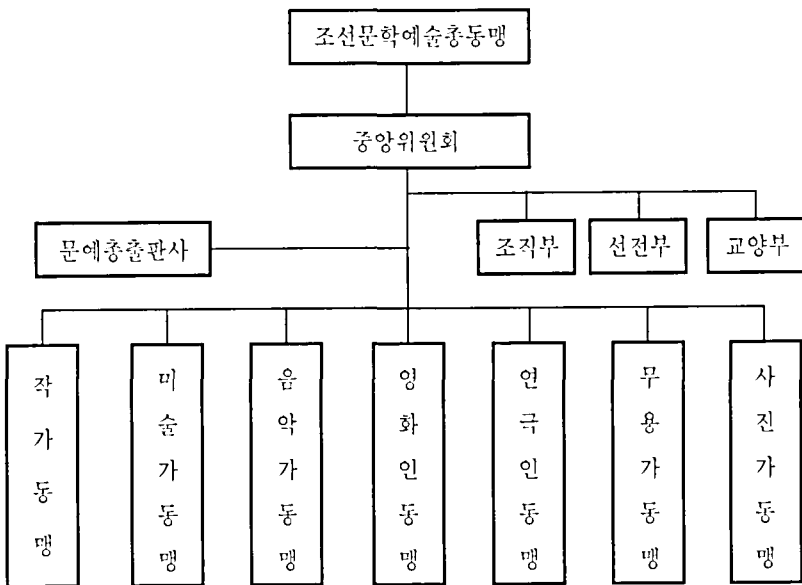 조선문학예술총동맹
중앙위원회
조직부
선전부
교양부
문예총출판사
작가동맹
미술가동맹
음악가동맹
영화인동맹
연극인동맹
무용가동맹
사진가동맹